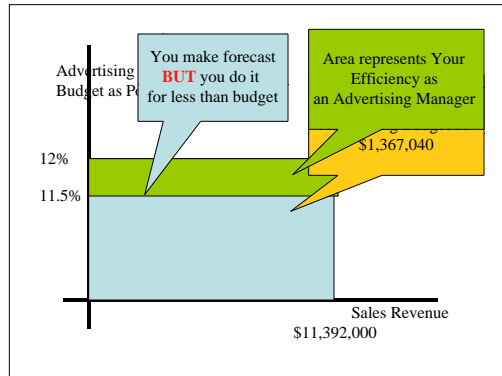 You make forecast
BUT you do it
for less than budget
Area represents Your
Efficiency as
an Advertising Manager
Advertising
Budget as
$1,367,040
12%
11.5%
Sales Revenue
$11,392,000